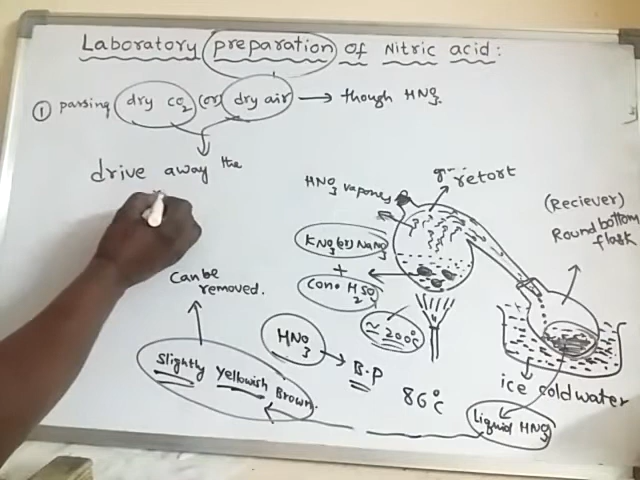 Laboratory preparation of Nitric acid:
① parsing dry CO2 (or) dry air → though HNO3.
drive away the
HNO3 vapones
retort
(Reciever)
Round bottom
flask
KNO3 (or) NaNO3
+
Conc H2SO4
≈ 200°C
Can be
removed.
HNO3 → B.P
86°C
Slightly Yellowish Brown.
ice cold water
Liquid HNO3